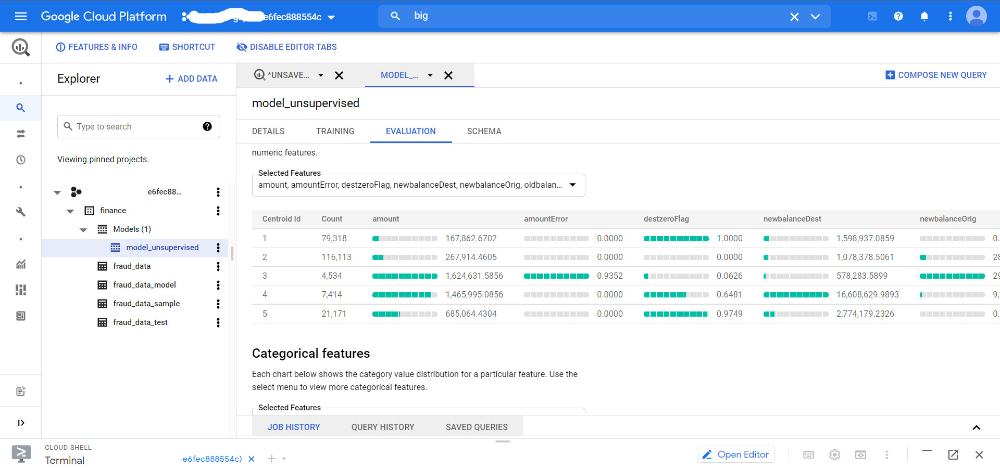 Google Cloud Platform
e6fec888554c
big
FEATURES & INFO
SHORTCUT
DISABLE EDITOR TABS
Explorer
+ ADD DATA
*UNSAVE...
MODEL_...
COMPOSE NEW QUERY
Type to search
Viewing pinned projects.
e6fec88...
finance
Models (1)
model_unsupervised
fraud_data
fraud_data_model
fraud_data_sample
fraud_data_test
model_unsupervised
DETAILS TRAINING EVALUATION SCHEMA
numeric features.
Selected Features
amount, amountError, destzeroFlag, newbalanceDest, newbalanceOrig, oldbalan...
Centroid Id Count amount amountError destzeroFlag newbalanceDest newbalanceOrig
1 79,318 167,862.6702 0.0000 1.0000 1,598,937.0859 0.
2 116,113 267,914.4605 0.0000 0.0000 1,078,378.5061 28
3 4,534 1,624,631.5856 0.9352 0.0626 578,283.5899 29
4 7,414 1,465,995.0856 0.0000 0.6481 16,608,629.9893 9,
5 21,171 685,064.4304 0.0000 0.9749 2,774,179.2326 0.
Categorical features
Each chart below shows the category value distribution for a particular feature. Use the
select menu to view more categorical features.
Selected Features
JOB HISTORY QUERY HISTORY SAVED QUERIES
CLOUD SHELL
Terminal
-e6fec888554c)
Open Editor